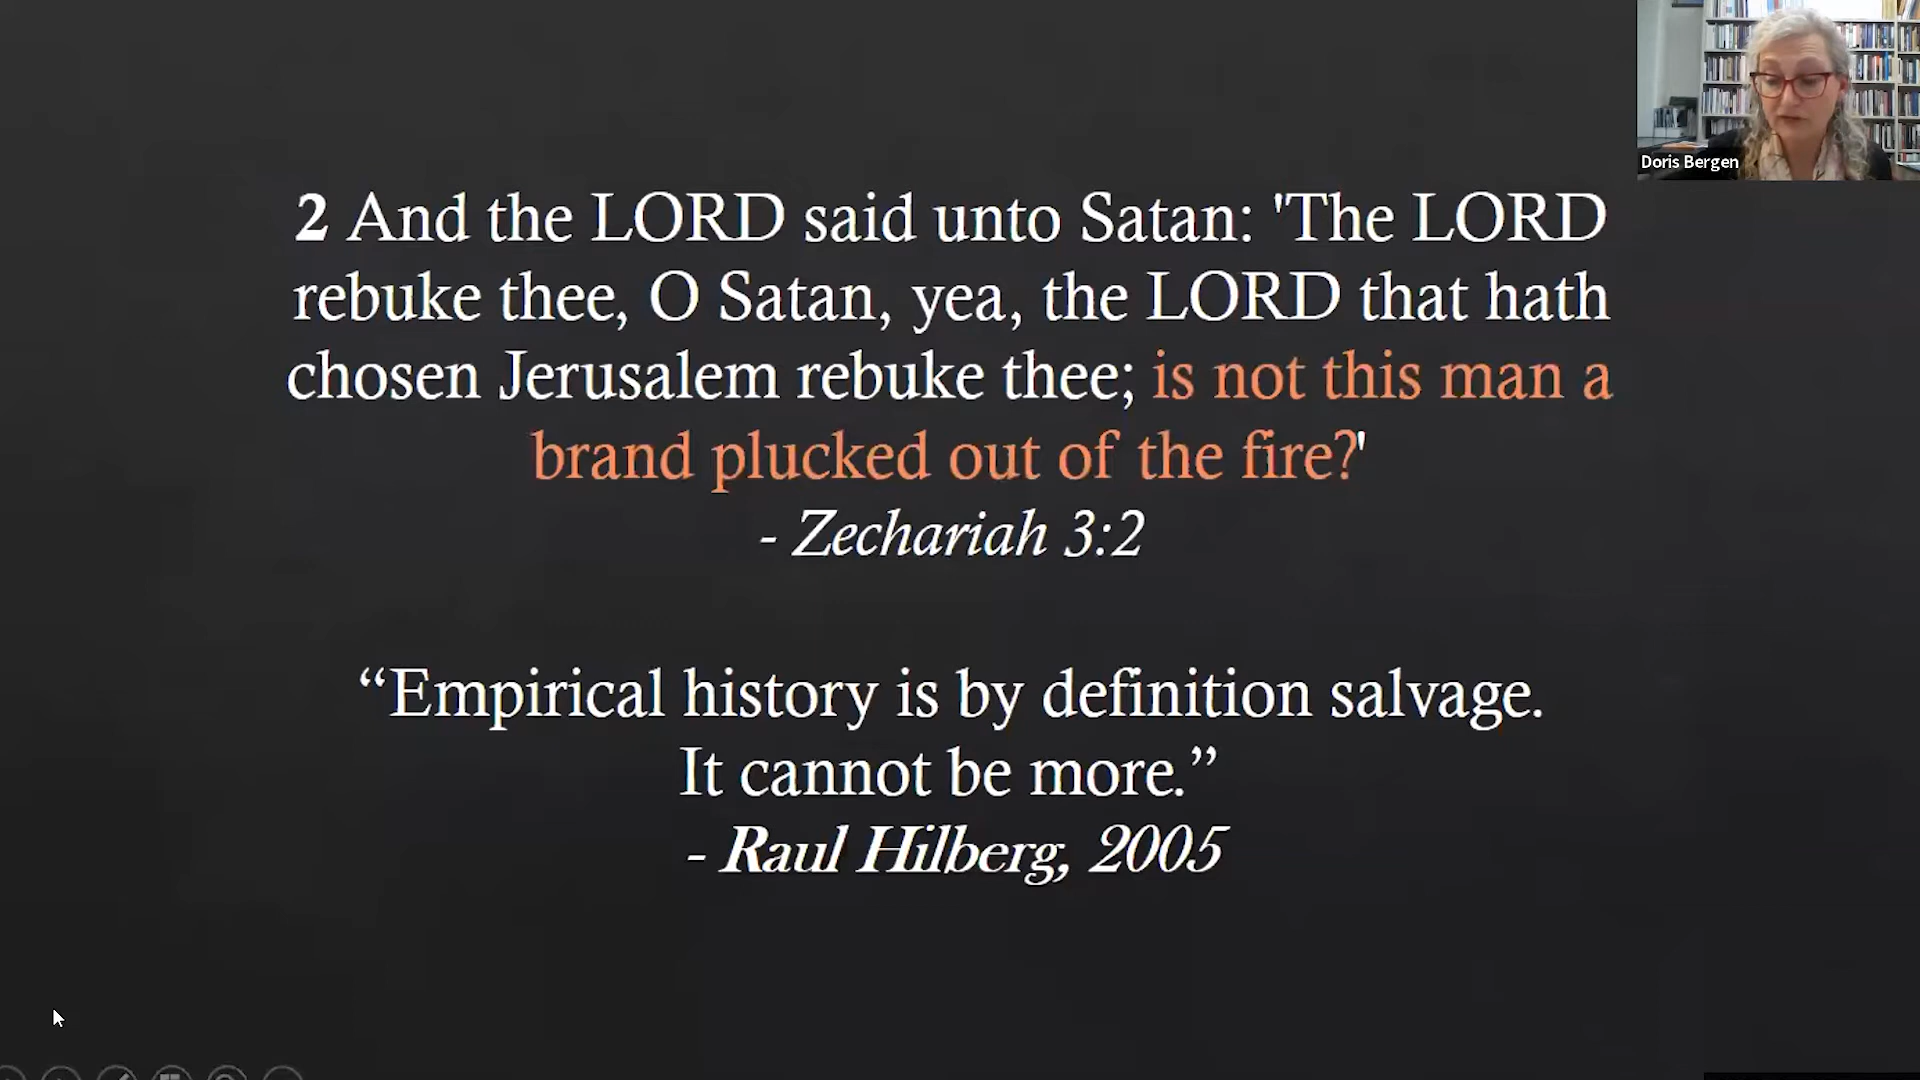 2 And the LORD said unto Satan: 'The LORD
rebuke thee, O Satan, yea, the LORD that hath
chosen Jerusalem rebuke thee; is not this man a
brand plucked out of the fire?'
- Zechariah 3:2
“Empirical history is by definition salvage.
It cannot be more.”
- Raul Hilberg, 2005
Doris Bergen